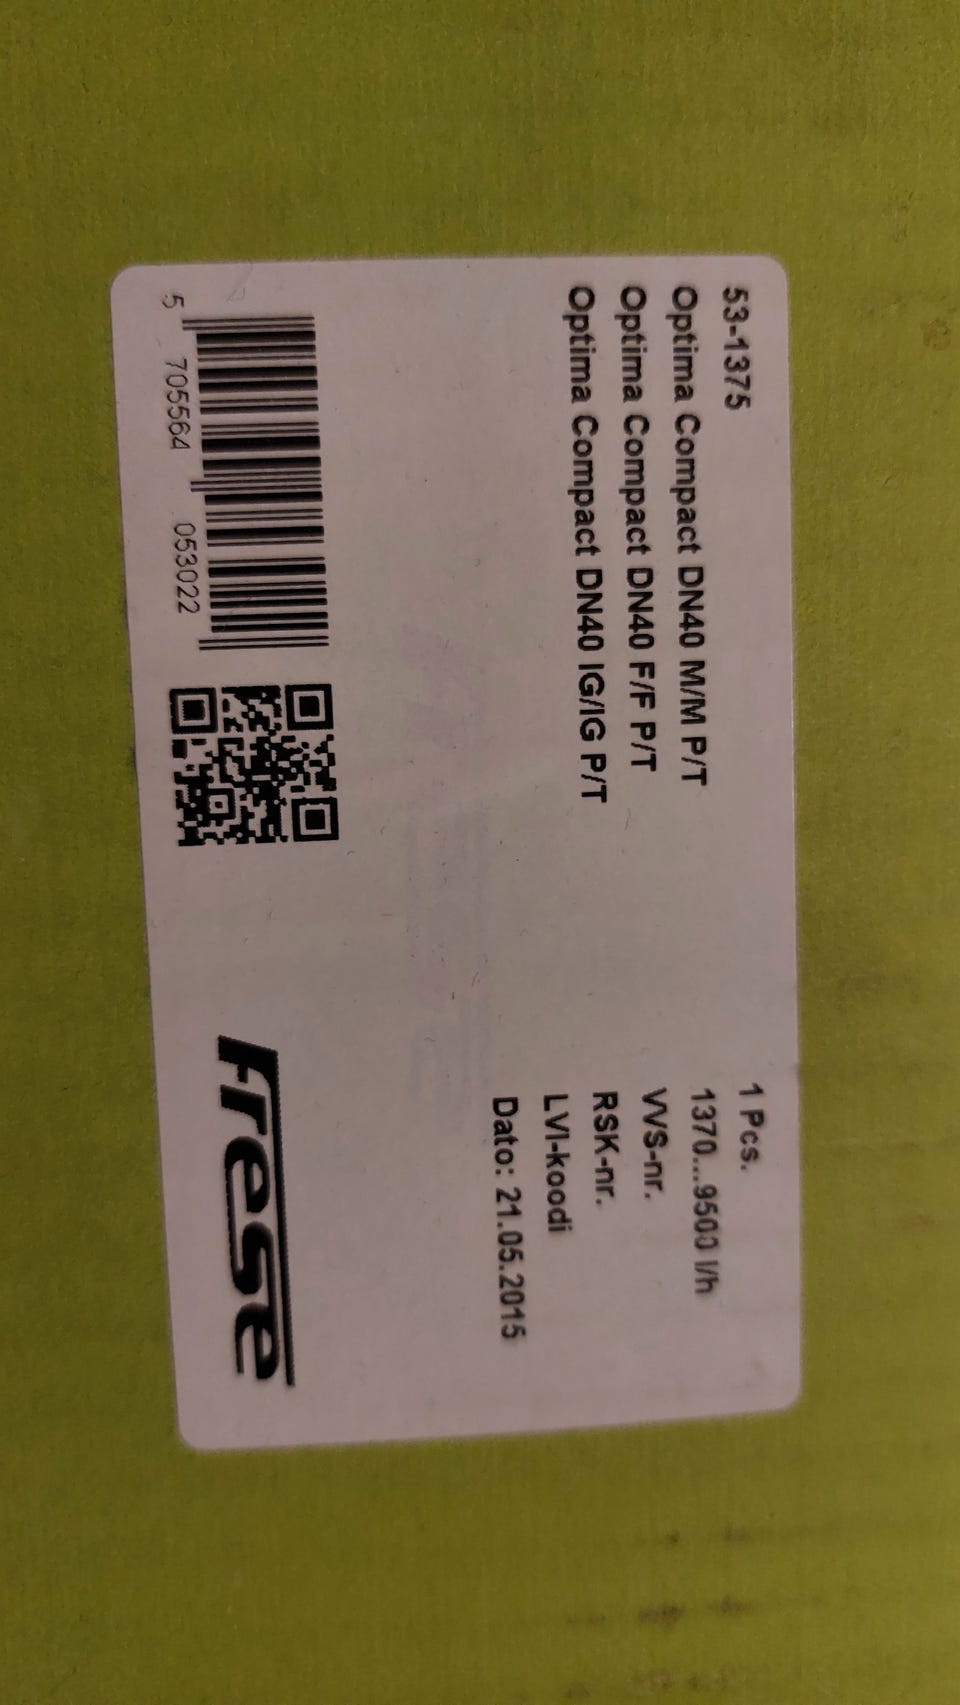 53-1375
Optima Compact DN40 M/M P/T
Optima Compact DN40 F/F P/T
Optima Compact DN40 IG/IG P/T
1 Pcs.
1370...9500 l/h
VVS-nr.
RSK-nr.
LVI-koodi
Dato: 21.05.2015
5 705564 053022
Frese